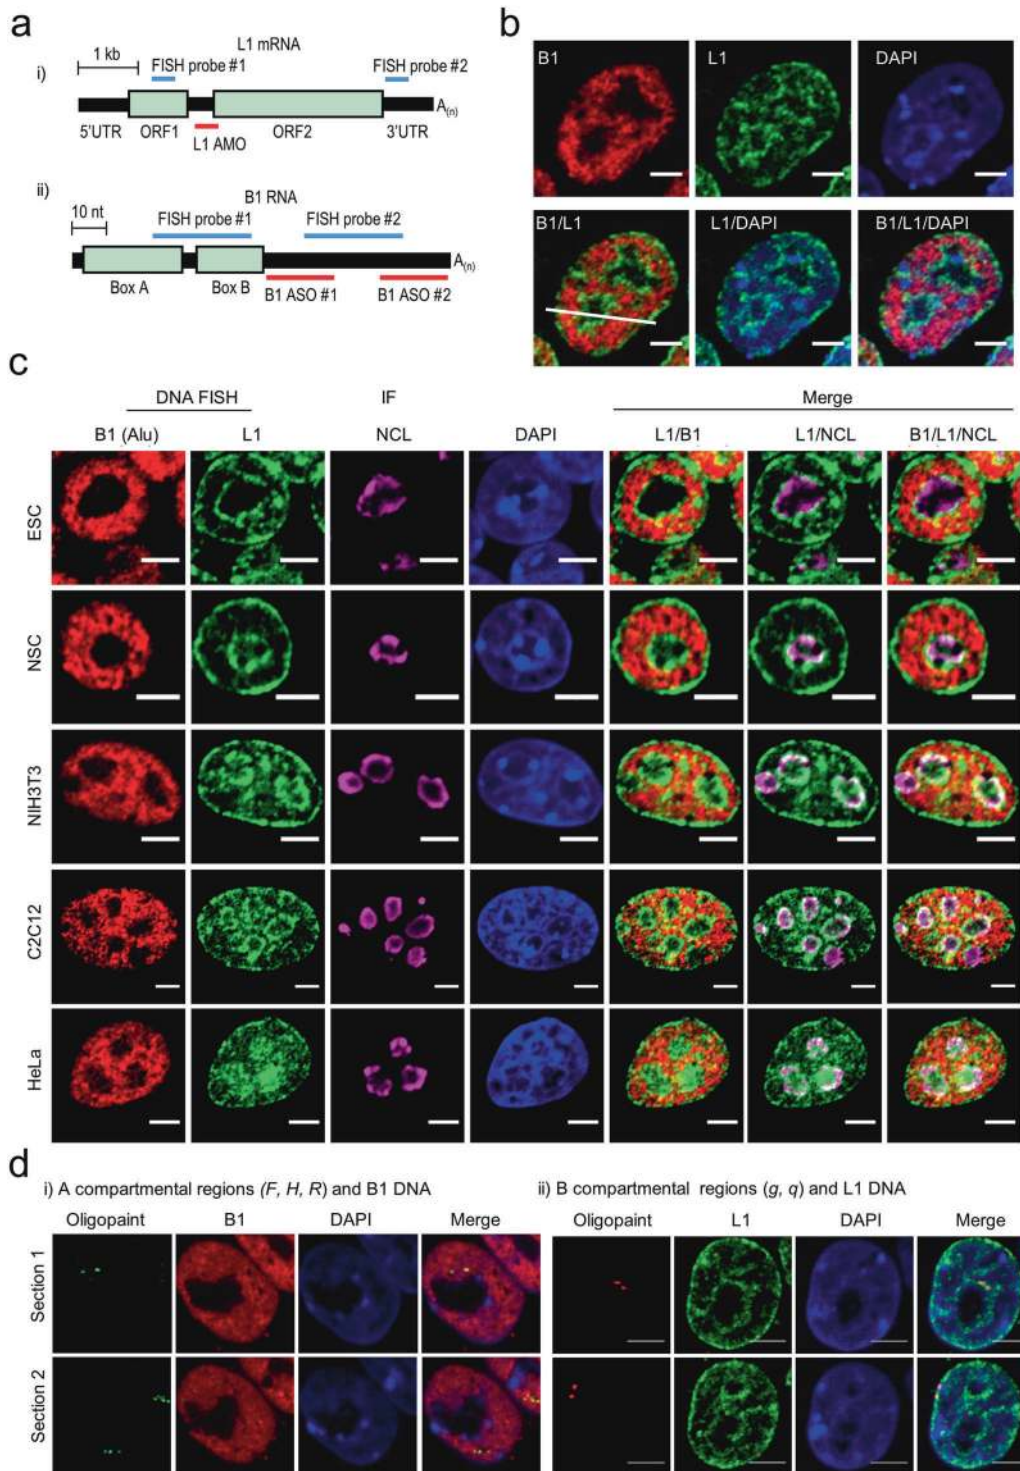 a
L1 mRNA
1 kb
FISH probe #1
FISH probe #2
i)
A(n)
5'UTR
ORF1
ORF2
3'UTR
L1 AMO
ii)
B1 RNA
10 nt
FISH probe #1
FISH probe #2
A(n)
Box A
Box B
B1 ASO #1
B1 ASO #2
b
B1
L1
DAPI
B1/L1
L1/DAPI
B1/L1/DAPI
c
DNA FISH
IF
Merge
B1 (Alu)
L1
NCL
DAPI
L1/B1
L1/NCL
B1/L1/NCL
ESC
NSC
NIH3T3
C2C12
HeLa
d
i) A compartmental regions (F, H, R) and B1 DNA
Oligopaint
B1
DAPI
Merge
Section 1
Section 2
ii) B compartmental regions (g, q) and L1 DNA
Oligopaint
L1
DAPI
Merge